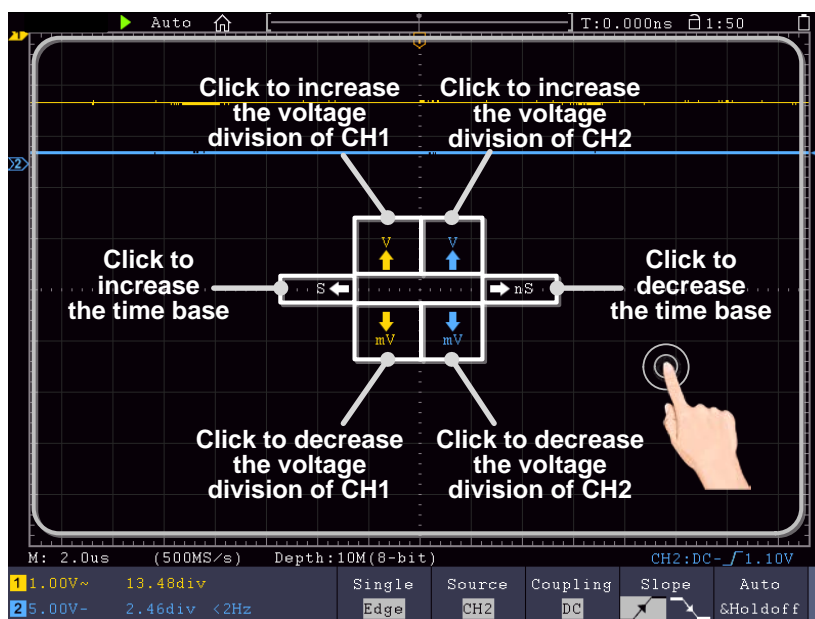 Auto T:0.000ns 1:50
1
Click to increase
the voltage
division of CH1
Click to increase
the voltage
division of CH2
2
V V
Click to
increase
the time base
S nS
Click to
decrease
the time base
mV mV
Click to decrease
the voltage
division of CH1
Click to decrease
the voltage
division of CH2
M: 2.0us (500MS/s) Depth:10M(8-bit) CH2:DC- 1.10V
1 1.00V~ 13.48div Single Source Coupling Slope Auto
2 5.00V- 2.46div <2Hz Edge CH2 DC &Holdoff